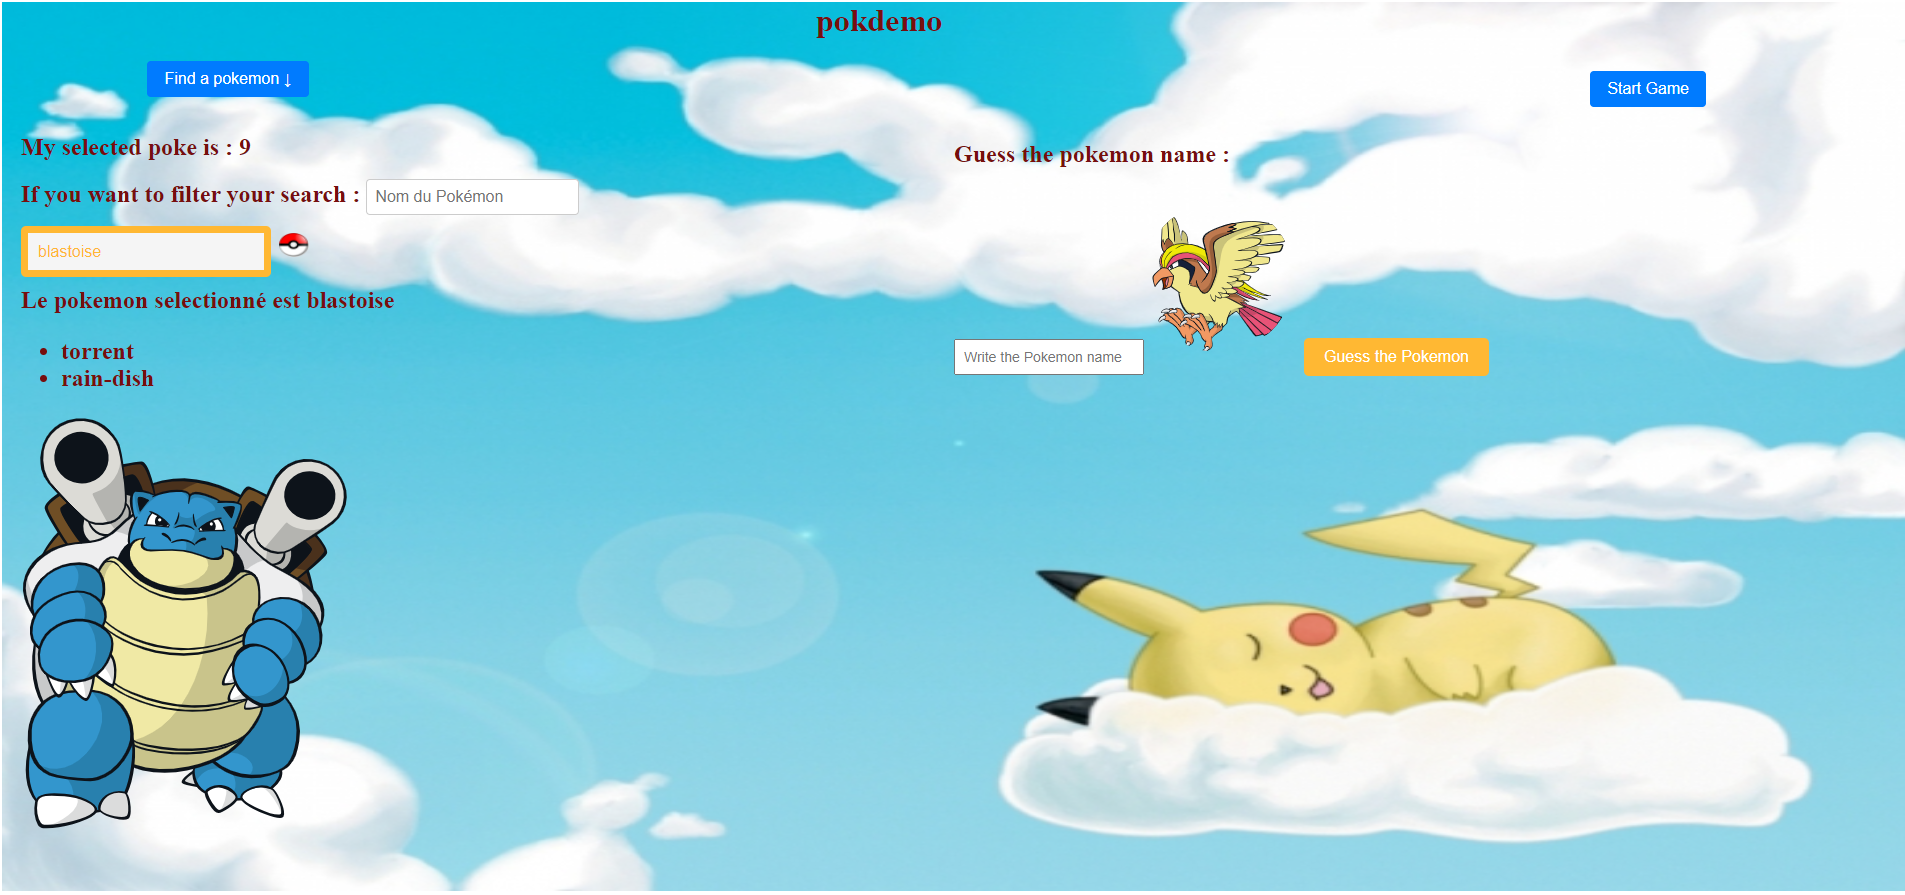 pokdemo
Find a pokemon ↓
Start Game
My selected poke is : 9
If you want to filter your search : Nom du Pokémon
blastoise
Le pokemon selectionné est blastoise
• torrent
• rain-dish
Guess the pokemon name :
Write the Pokemon name
Guess the Pokemon